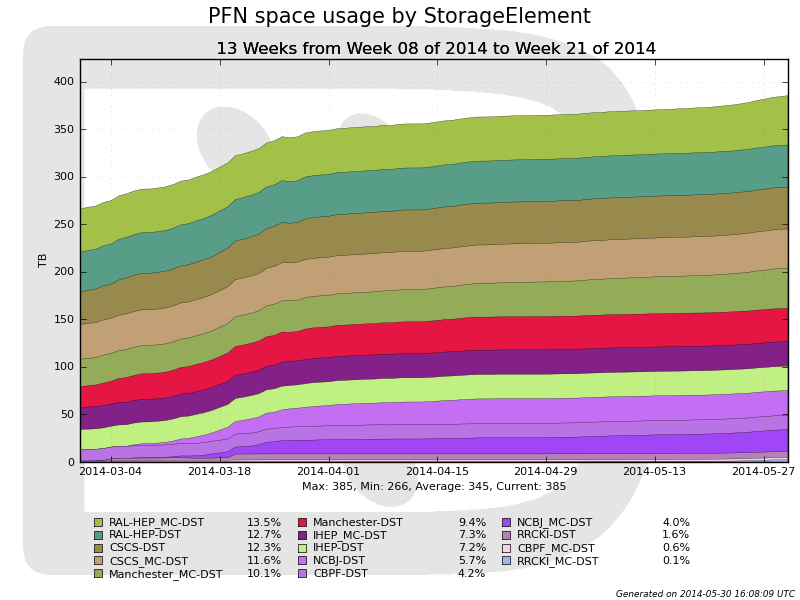 PFN space usage by StorageElement
13 Weeks from Week 08 of 2014 to Week 21 of 2014
400
350
300
250
200
150
100
50
0
TB
2014-03-04 2014-03-18 2014-04-01 2014-04-15 2014-04-29 2014-05-13 2014-05-27
Max: 385, Min: 266, Average: 345, Current: 385
RAL-HEP_MC-DST 13.5% Manchester-DST 9.4% NCBJ_MC-DST 4.0%
RAL-HEP-DST 12.7% IHEP_MC-DST 7.3% RRCKI-DST 1.6%
CSCS-DST 12.3% IHEP-DST 7.2% CBPF_MC-DST 0.6%
CSCS_MC-DST 11.6% NCBJ-DST 5.7% RRCKI_MC-DST 0.1%
Manchester_MC-DST 10.1% CBPF-DST 4.2%
Generated on 2014-05-30 16:08:09 UTC